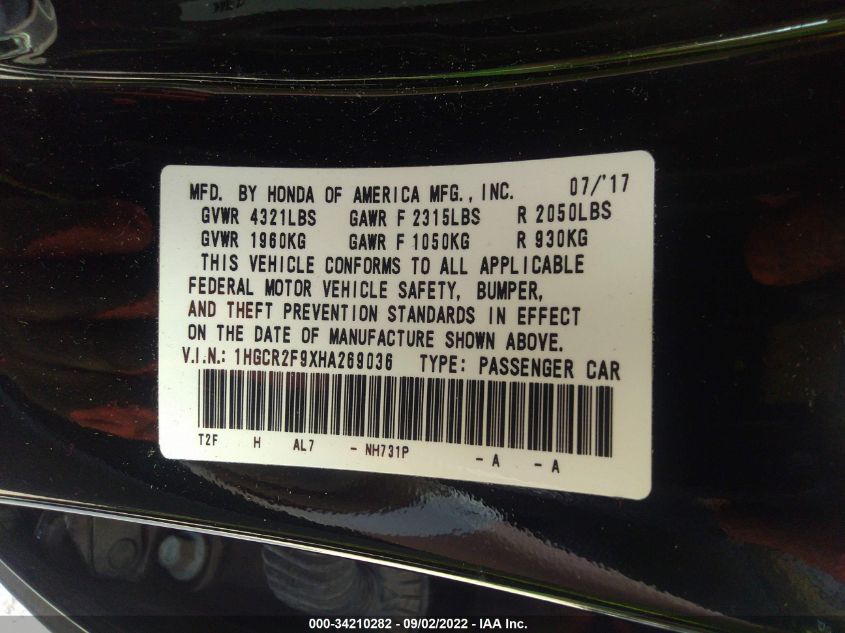 MFD. BY HONDA OF AMERICA MFG., INC. 07/'17
GVWR 4321LBS GAWR F 2315LBS R 2050LBS
GVWR 1960KG GAWR F 1050KG R 930KG
THIS VEHICLE CONFORMS TO ALL APPLICABLE
FEDERAL MOTOR VEHICLE SAFETY, BUMPER,
AND THEFT PREVENTION STANDARDS IN EFFECT
ON THE DATE OF MANUFACTURE SHOWN ABOVE.
V.I.N.: 1HGCR2F9XHA269036 TYPE: PASSENGER CAR
T2F H AL7 - NH731P - A - A
000-34210282 - 09/02/2022 - IAA Inc.